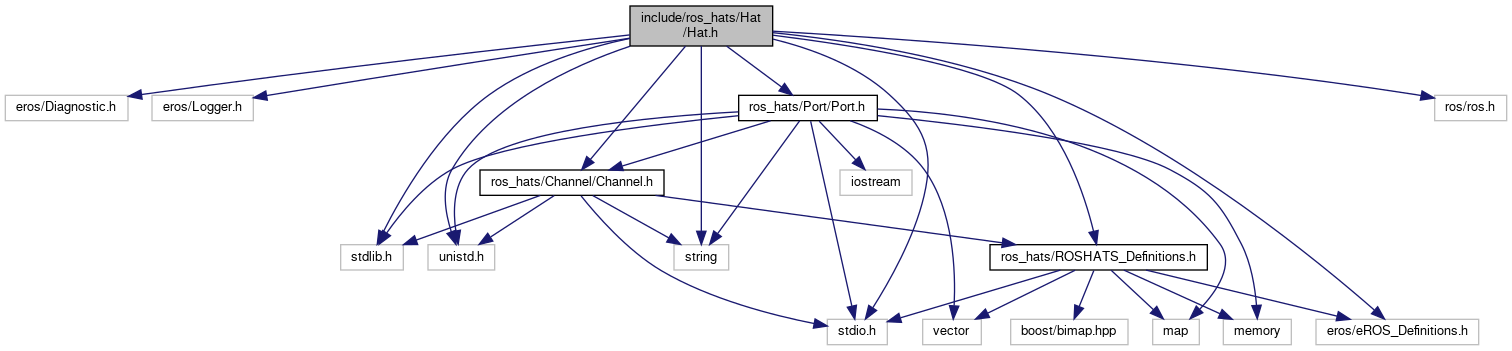 include/ros_hats/Hat
/Hat.h
eros/Diagnostic.h
eros/Logger.h
ros_hats/Port/Port.h
ros/ros.h
ros_hats/Channel/Channel.h
iostream
stdlib.h
unistd.h
string
ros_hats/ROSHATS_Definitions.h
stdio.h
vector
boost/bimap.hpp
map
memory
eros/eROS_Definitions.h